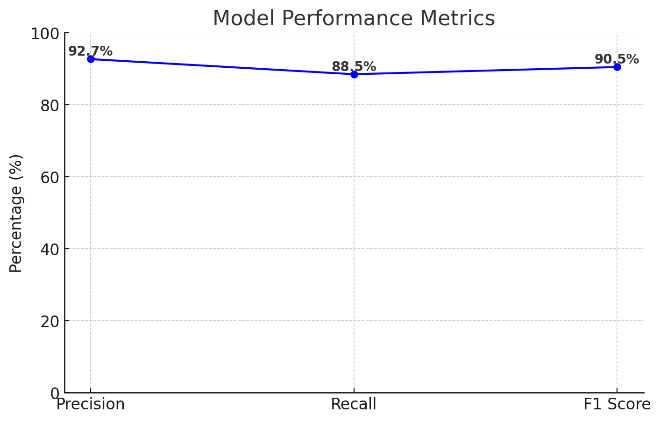 Model Performance Metrics
100
92.7%
88.5%
90.5%
80
60
40
20
0
Percentage (%)
Precision
Recall
F1 Score